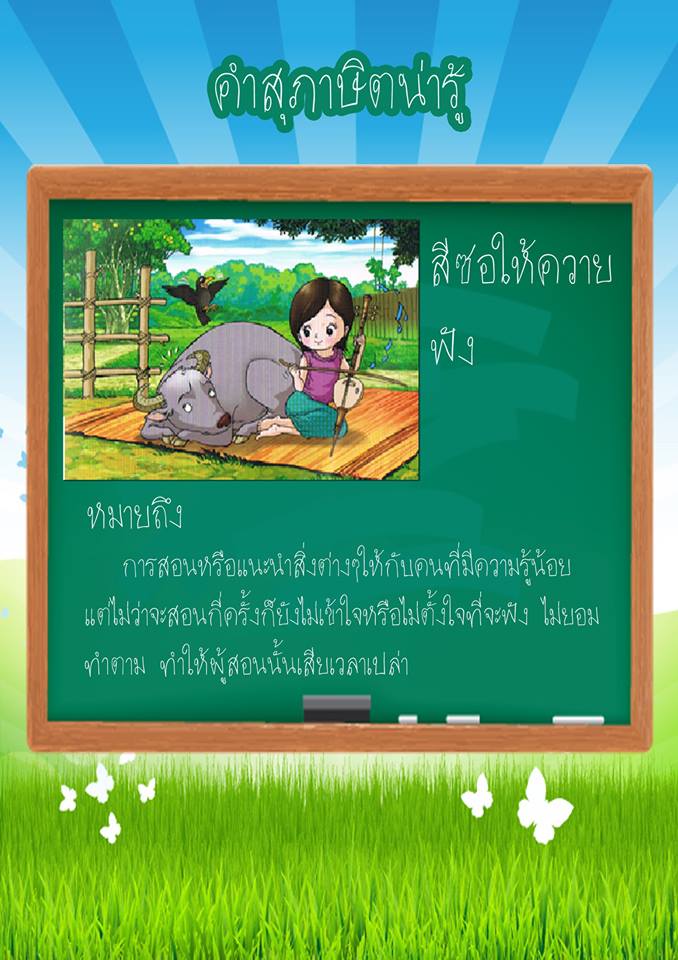 คำสุภาษิตน่ารู้
สีซอให้ควาย
ฟัง
หมายถึง
การสอนหรือแนะนำสิ่งต่างๆให้กับคนที่มีความรู้น้อย
แต่ไม่ว่าจะสอนกี่ครั้งก็ยังไม่เข้าใจหรือไม่ตั้งใจที่จะฟัง ไม่ยอม
ทำตาม ทำให้ผู้สอนนั้นเสียเวลาเปล่า